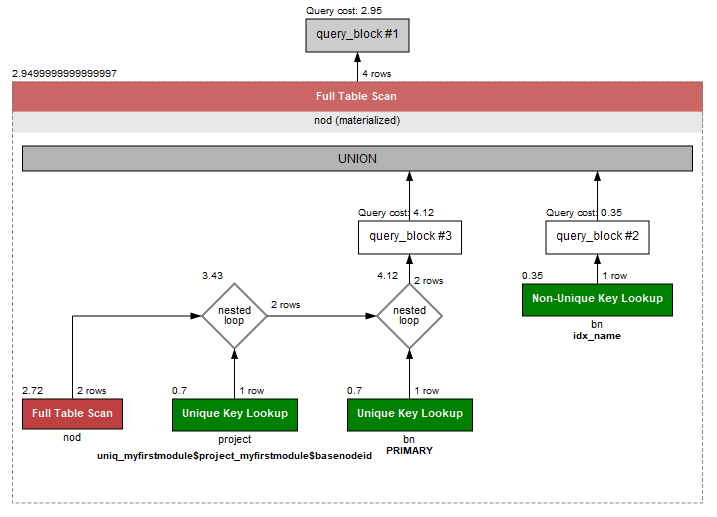 Query cost: 2.95
query_block #1
2.9499999999999997
4 rows
Full Table Scan
nod (materialized)
UNION
Query cost: 4.12
Query cost: 0.35
query_block #3
query_block #2
3.43
4.12
2 rows
0.35
1 row
nested
loop
2 rows
nested
loop
Non-Unique Key Lookup
bn
idx_name
2.72
2 rows
0.7
1 row
0.7
1 row
Full Table Scan
Unique Key Lookup
Unique Key Lookup
nod
project
bn
uniq_myfirstmodule$project_myfirstmodule$basenodeid
PRIMARY